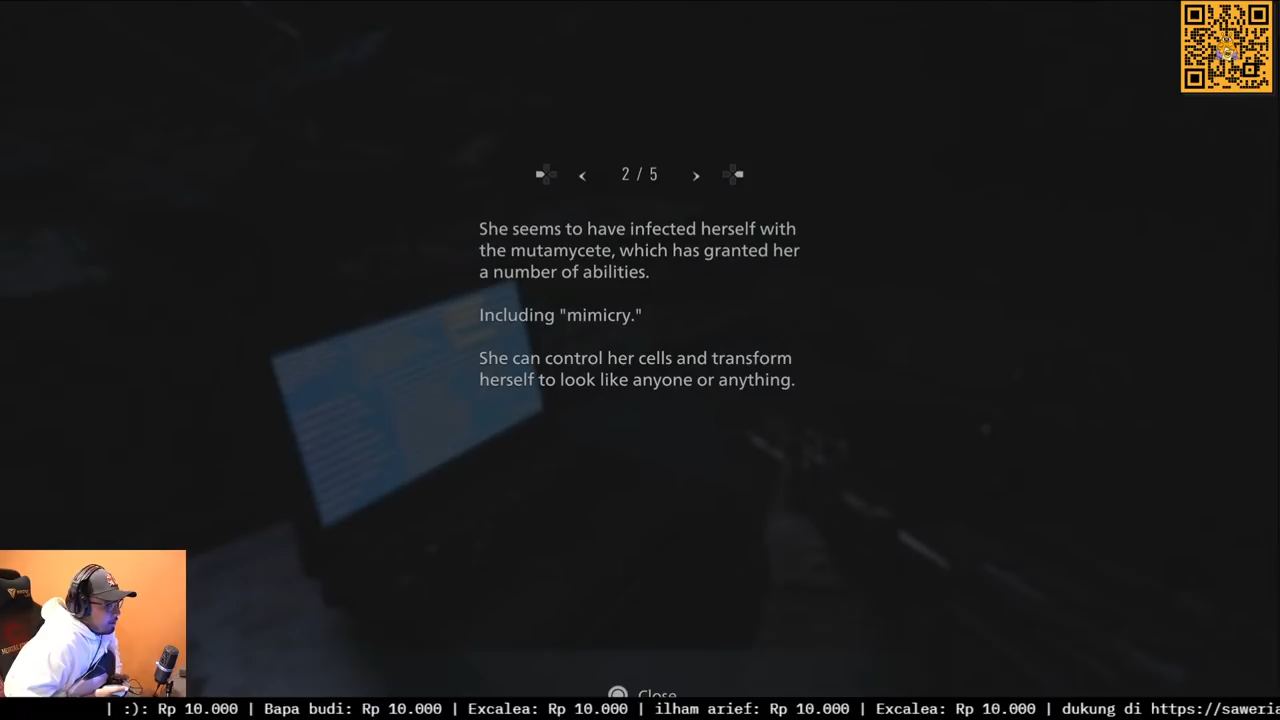 2 / 5
She seems to have infected herself with
the mutamycete, which has granted her
a number of abilities.
Including "mimicry."
She can control her cells and transform
herself to look like anyone or anything.
Close
| :): Rp 10.000 | Bapa budi: Rp 10.000 | Excalea: Rp 10.000 | ilham arief: Rp 10.000 | Excalea: Rp 10.000 | dukung di https://saweria